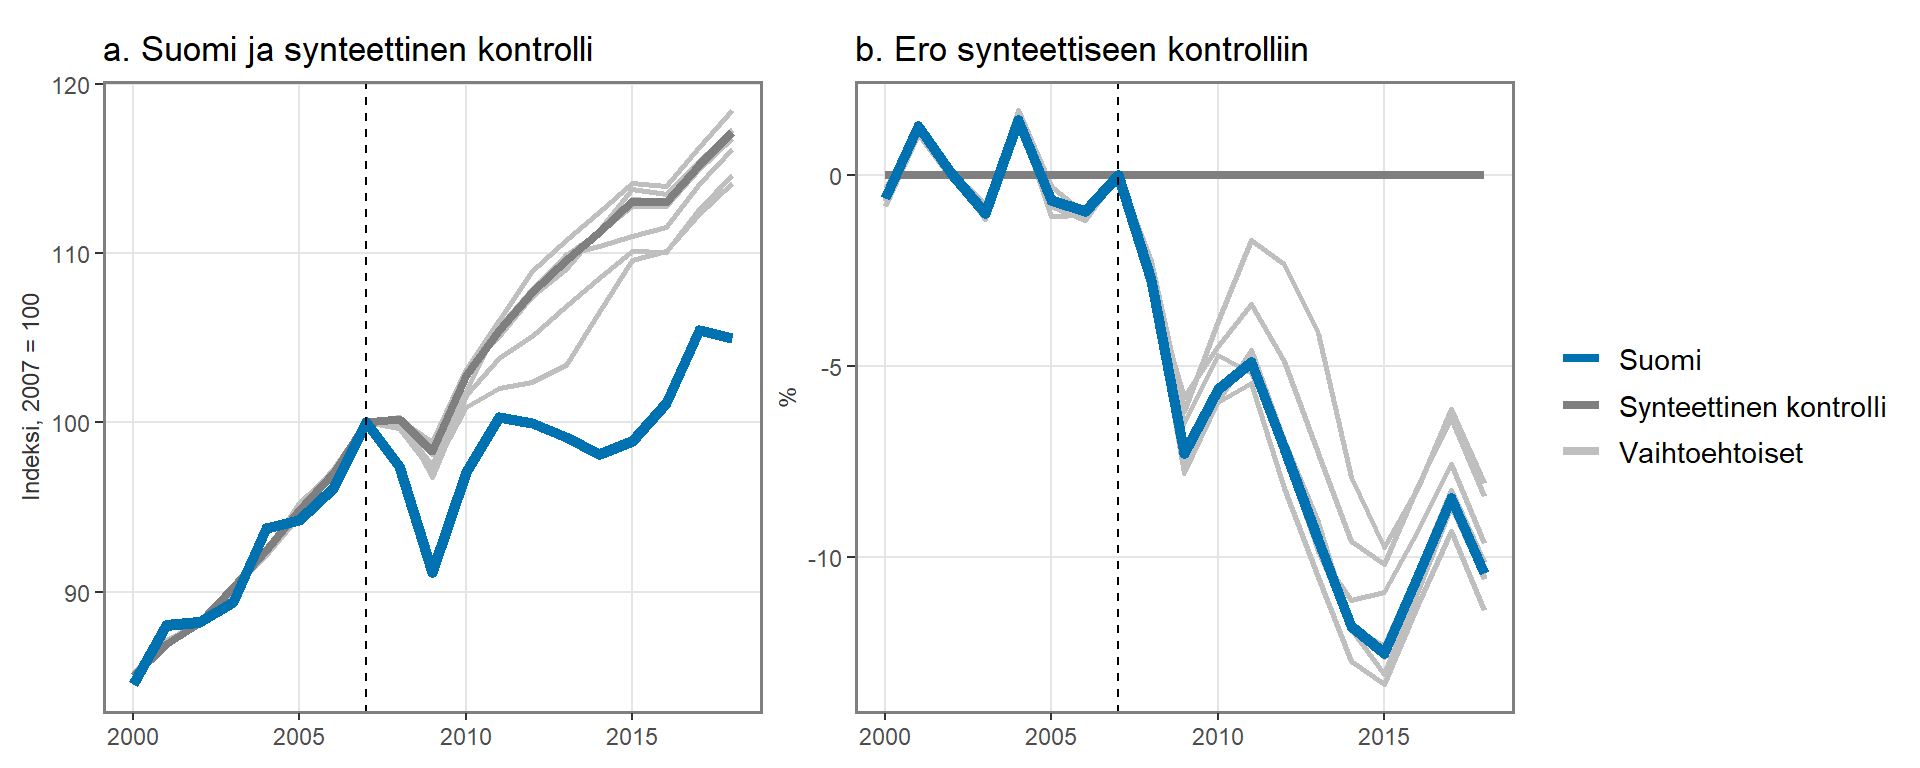 a. Suomi ja synteettinen kontrolli
Indeksi, 2007 = 100
120
110
100
90
2000
2005
2010
2015
b. Ero synteettiseen kontrolliin
%
0
-5
-10
2000
2005
2010
2015
Suomi
Synteettinen kontrolli
Vaihtoehtoiset